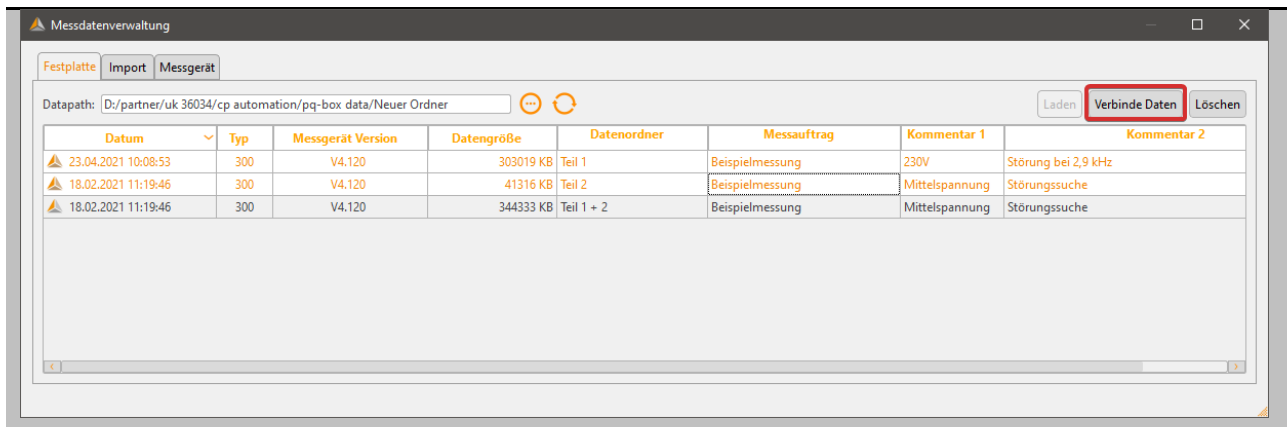 Messdatenverwaltung
Festplatte Import Messgerät
Datapath: D:/partner/uk 36034/cp automation/pq-box data/Neuer Ordner Laden Verbinde Daten Löschen
Datum Typ Messgerät Version Datengröße Datenordner Messauftrag Kommentar 1 Kommentar 2
23.04.2021 10:08:53 300 V4.120 303019 KB Teil 1 Beispielmessung 230V Störung bei 2,9 kHz
18.02.2021 11:19:46 300 V4.120 41316 KB Teil 2 Beispielmessung Mittelspannung Störungssuche
18.02.2021 11:19:46 300 V4.120 344333 KB Teil 1 + 2 Beispielmessung Mittelspannung Störungssuche